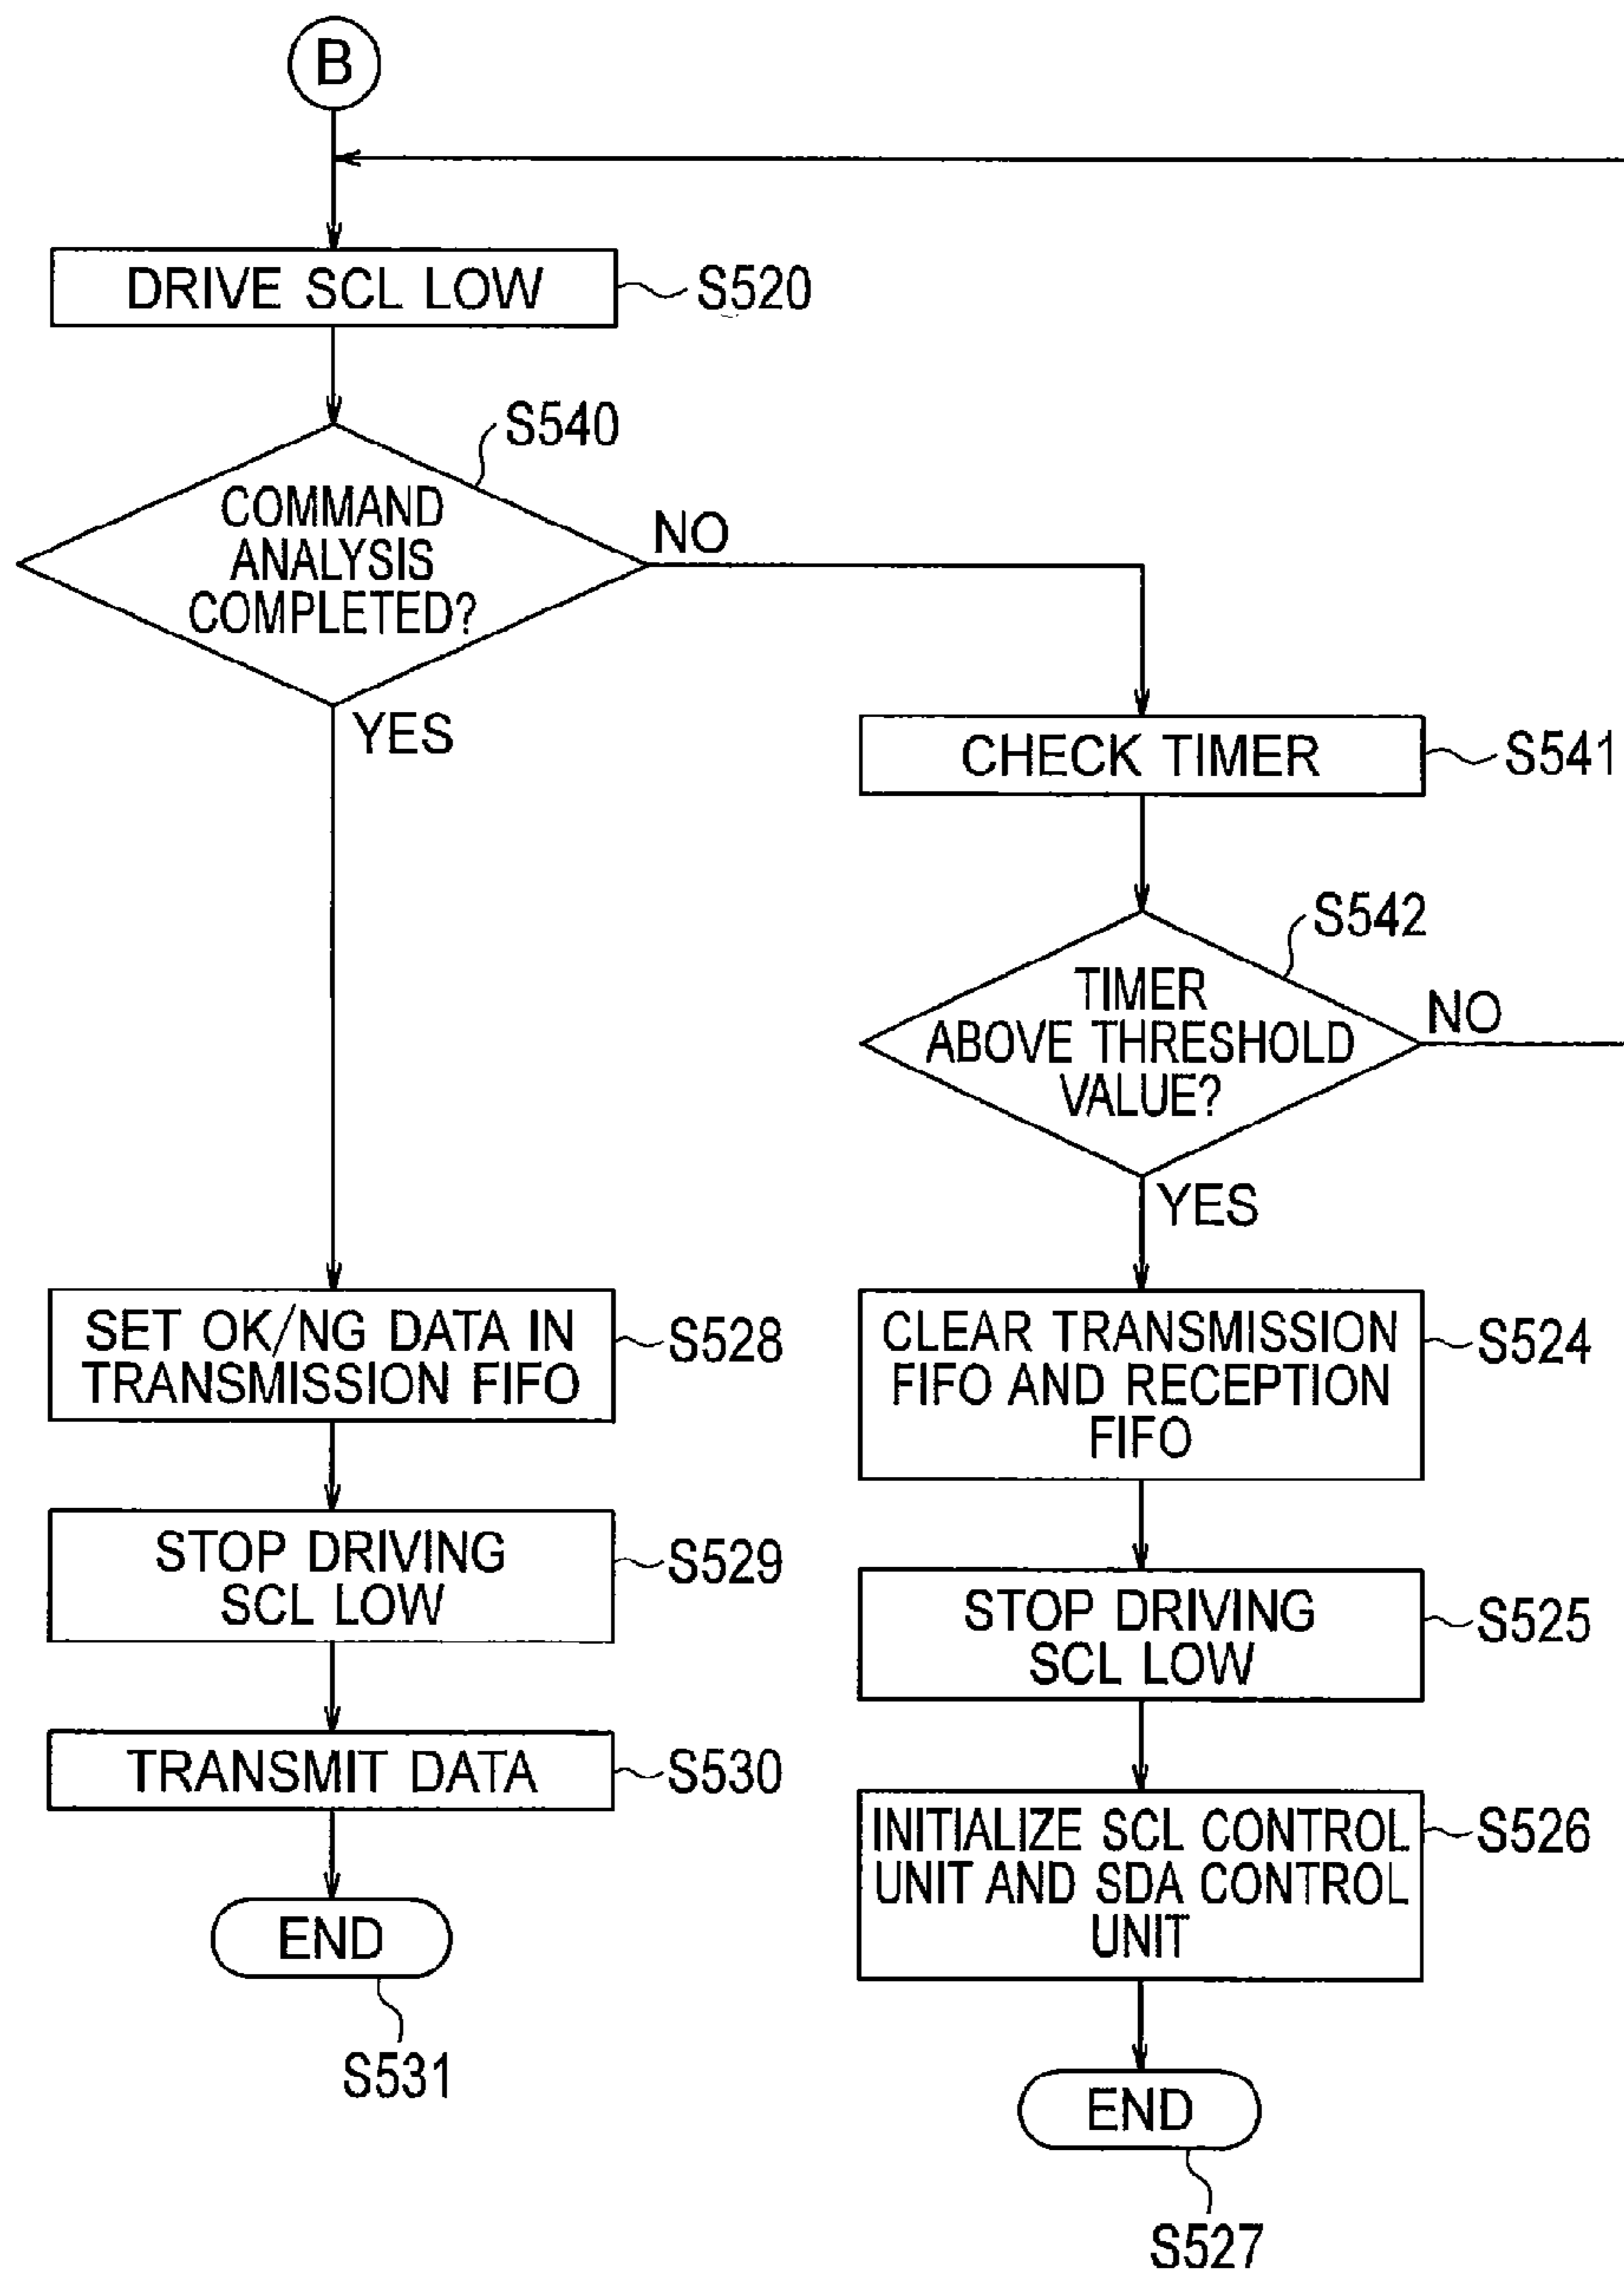 B
DRIVE SCL LOW
S520
S540
COMMAND
ANALYSIS
COMPLETED?
NO
YES
CHECK TIMER
S541
S542
TIMER
ABOVE THRESHOLD
VALUE?
NO
YES
SET OK/NG DATA IN
TRANSMISSION FIFO
S528
CLEAR TRANSMISSION
FIFO AND RECEPTION
FIFO
S524
STOP DRIVING
SCL LOW
S529
STOP DRIVING
SCL LOW
S525
TRANSMIT DATA
S530
INITIALIZE SCL CONTROL
UNIT AND SDA CONTROL
UNIT
S526
END
S531
END
S527